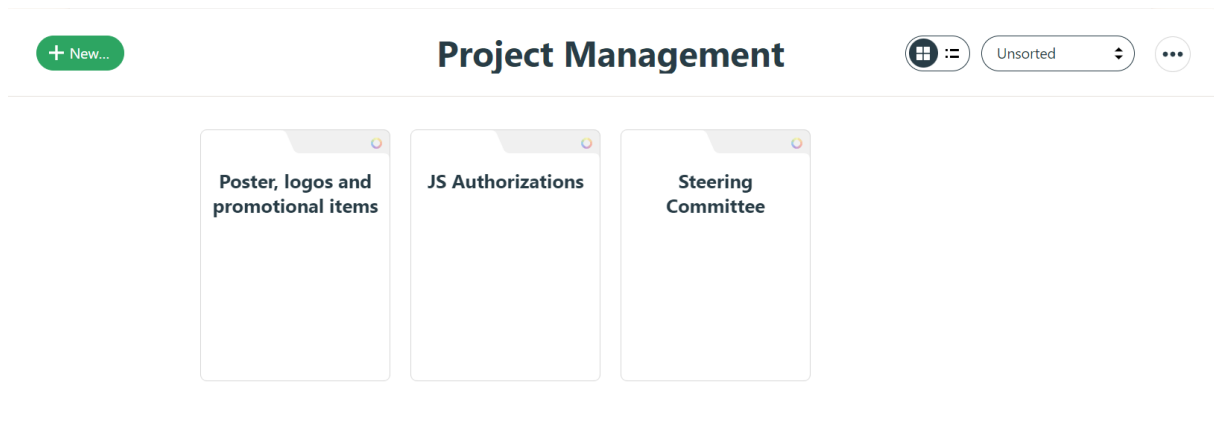 New...
Project Management
Unsorted
Poster, logos and
promotional items
JS Authorizations
Steering
Committee